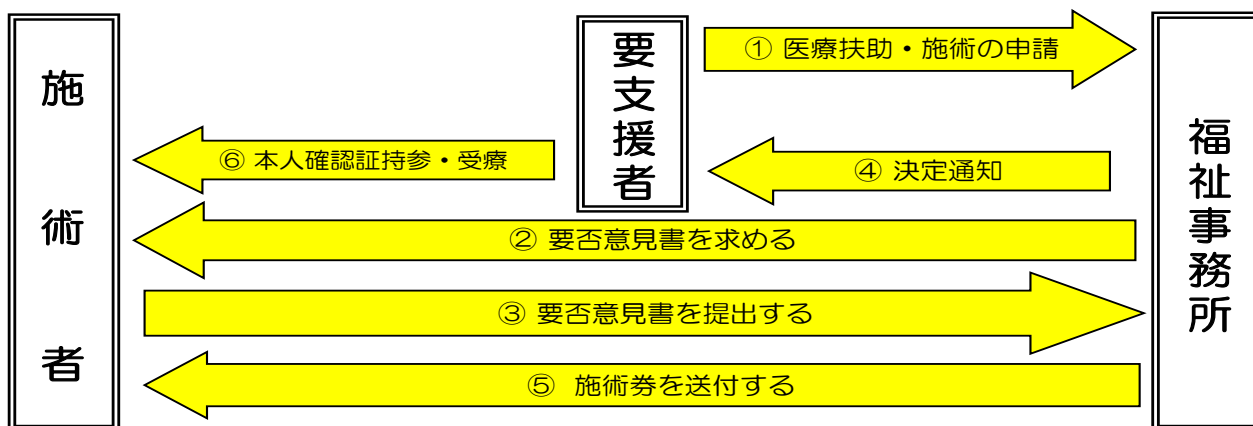 施術者
要支援者
福祉事務所
① 医療扶助・施術の申請
⑥ 本人確認証持参・受療
④ 決定通知
② 要否意見書を求める
③ 要否意見書を提出する
⑤ 施術券を送付する